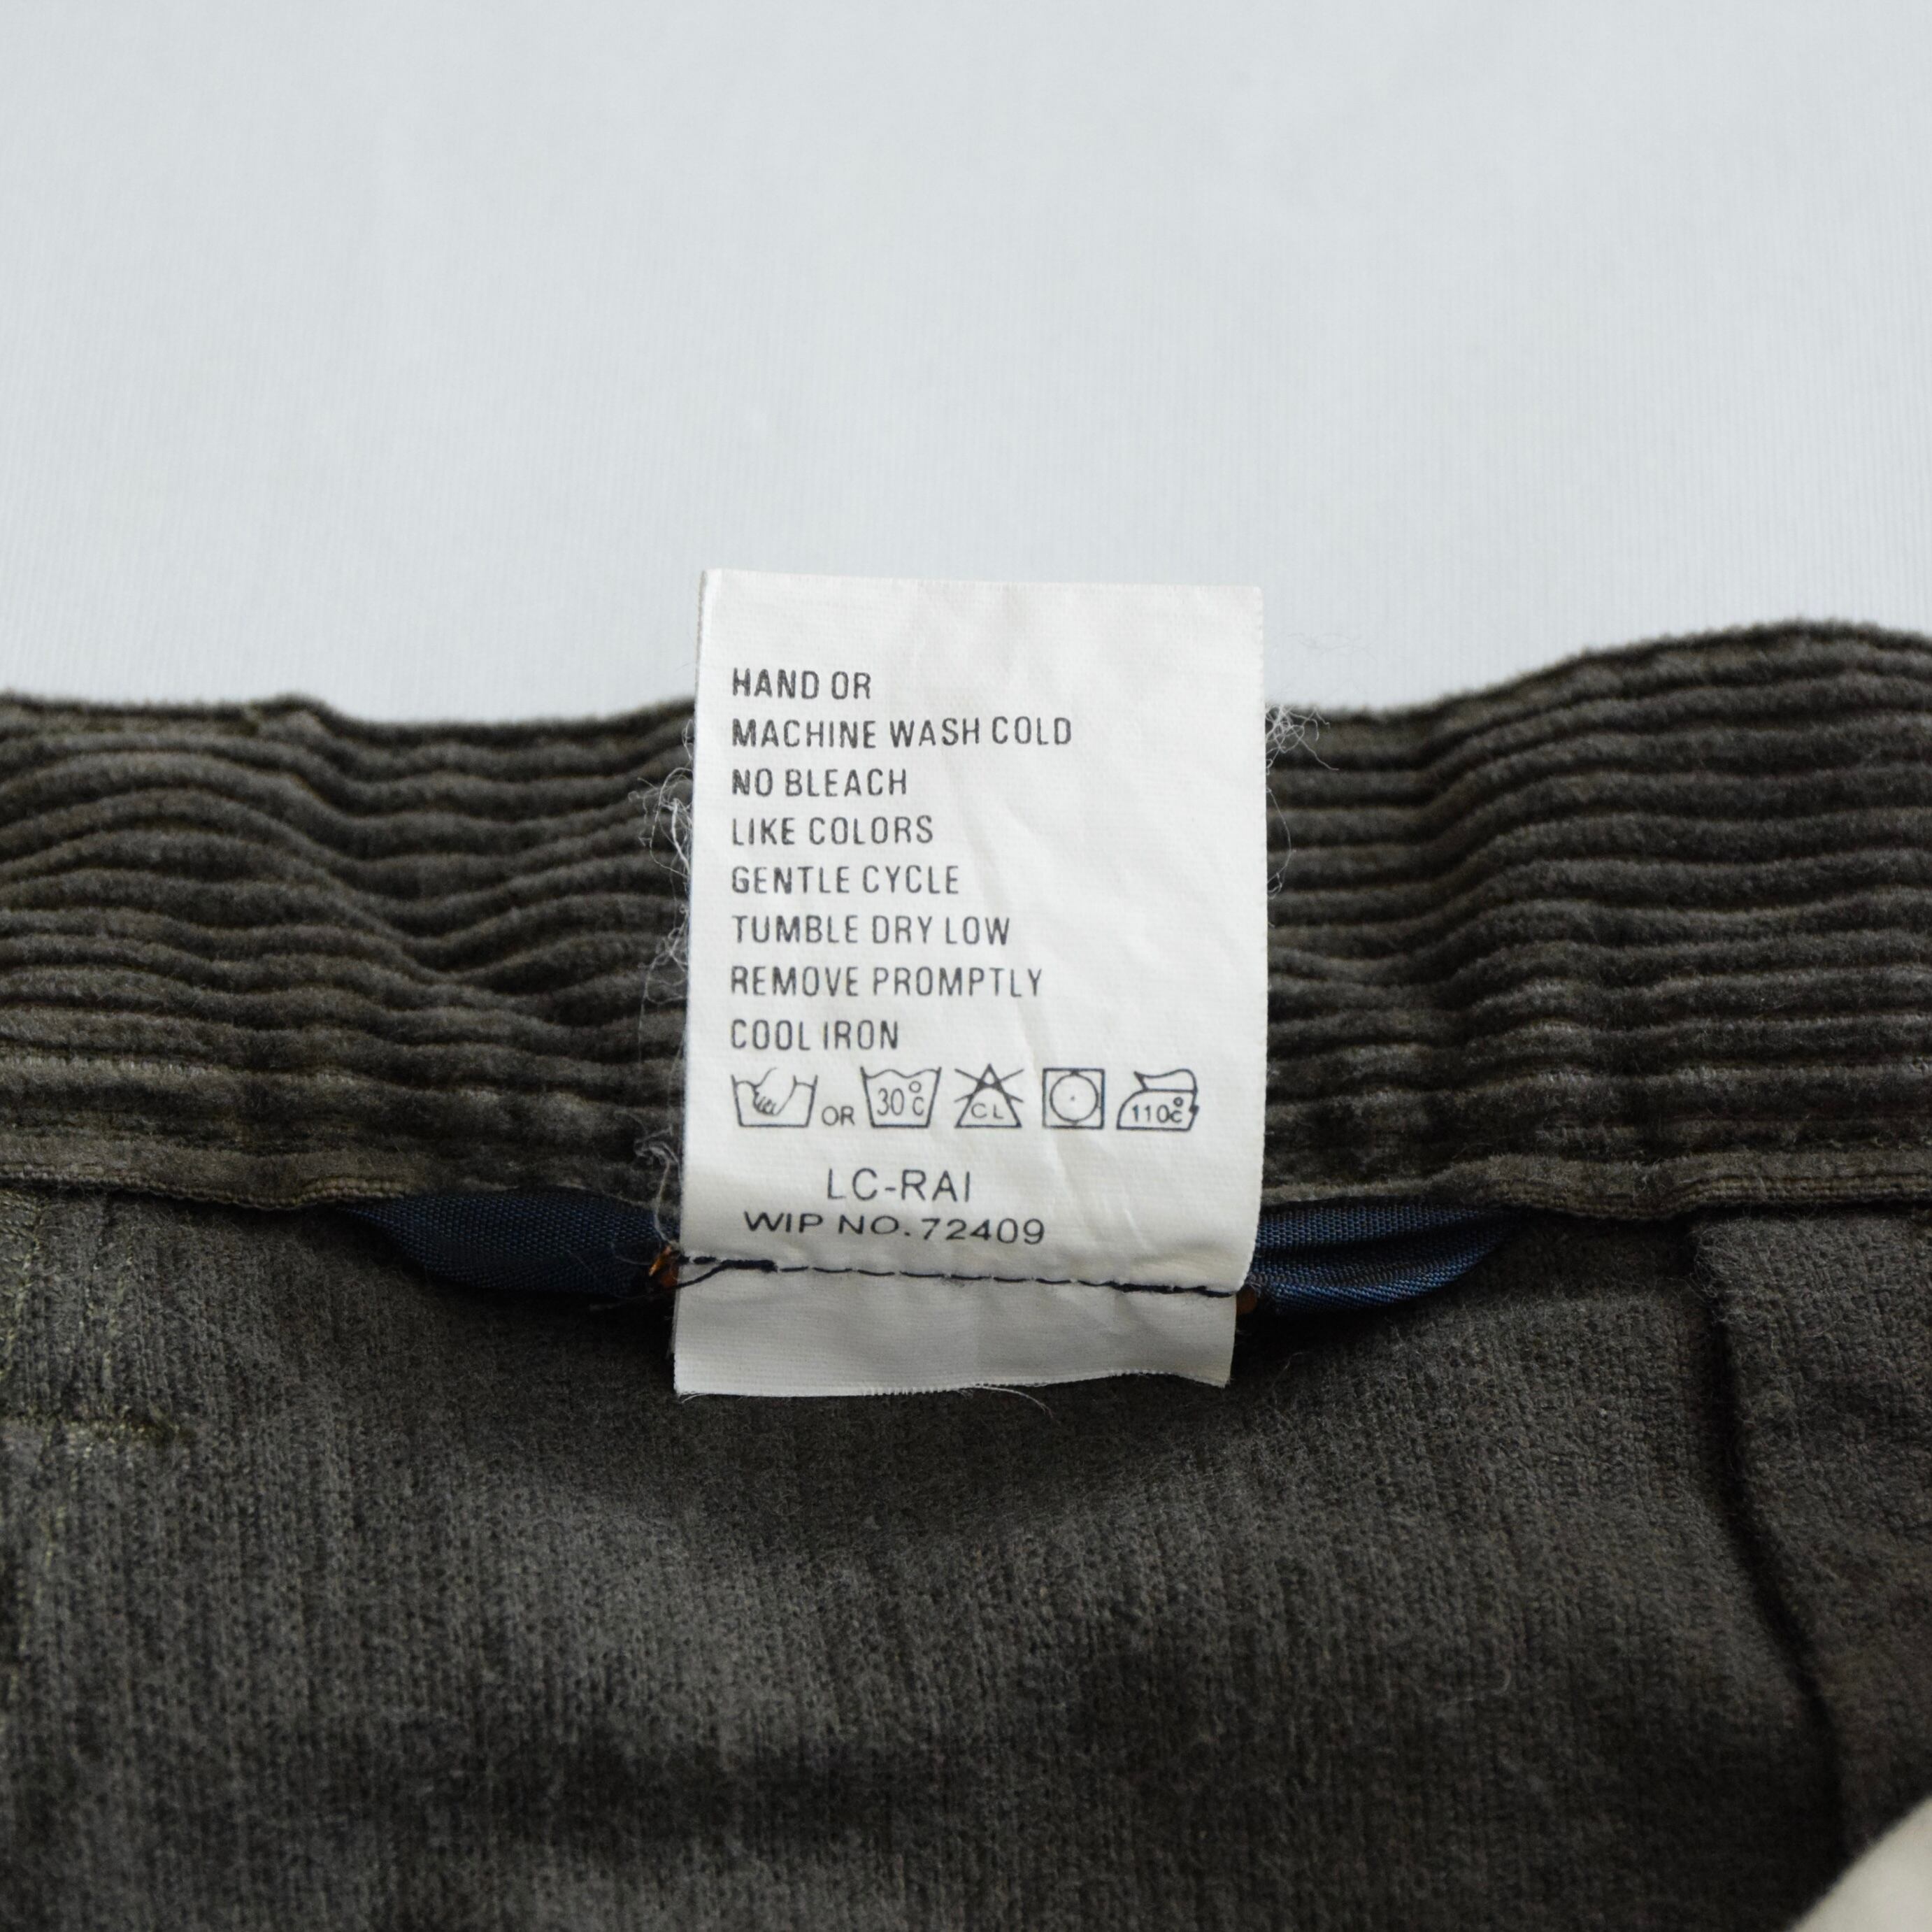 HAND OR
MACHINE WASH COLD
NO BLEACH
LIKE COLORS
GENTLE CYCLE
TUMBLE DRY LOW
REMOVE PROMPTLY
COOL IRON
OR 30°C CL 110°C
LC-RAI
WIP NO. 72409